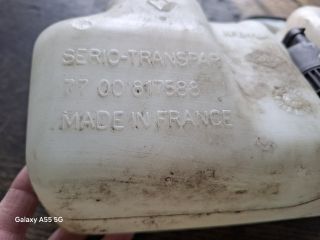 SERIO-TRANSPAR
77 00 817588
MADE IN FRANCE
Galaxy A55 5G